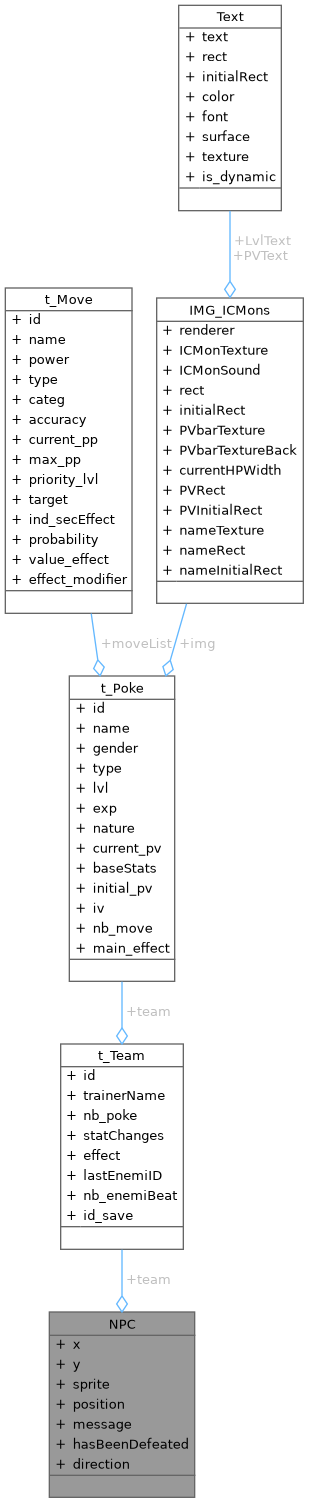 Text
+ text
+ rect
+ initialRect
+ color
+ font
+ surface
+ texture
+ is_dynamic
+LvlText
+PVText
t_Move
+ id
+ name
+ power
+ type
+ categ
+ accuracy
+ current_pp
+ max_pp
+ priority_lvl
+ target
+ ind_secEffect
+ probability
+ value_effect
+ effect_modifier
IMG_ICMons
+ renderer
+ ICMonTexture
+ ICMonSound
+ rect
+ initialRect
+ PVbarTexture
+ PVbarTextureBack
+ currentHPWidth
+ PVRect
+ PVInitialRect
+ nameTexture
+ nameRect
+ nameInitialRect
+moveList
+img
t_Poke
+ id
+ name
+ gender
+ type
+ lvl
+ exp
+ nature
+ current_pv
+ baseStats
+ initial_pv
+ iv
+ nb_move
+ main_effect
+team
t_Team
+ id
+ trainerName
+ nb_poke
+ statChanges
+ effect
+ lastEnemiID
+ nb_enemiBeat
+ id_save
+team
NPC
+ x
+ y
+ sprite
+ position
+ message
+ hasBeenDefeated
+ direction